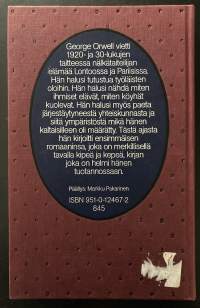 George Orwell vietti
1920- ja 30-lukujen
taitteessa nälkätaiteilijan
elämää Lontoossa ja Pariisissa.
Hän halusi tutustua työläisten
oloihin. Hän halusi nähdä miten
ihmiset elävät, miten köyhät
kuolevat. Hän halusi myös paeta
järjestäytyneestä yhteiskunnasta ja
siitä ympäristöstä mikä hänen
kaltaisilleen oli määrätty. Tästä ajasta
hän kirjoitti ensimmäisen
romaaninsa, joka on merkillisellä
tavalla kipeä ja kepeä, kirjan
joka on helmi hänen
tuotannossaan.
Päällys: Markku Pakarinen
ISBN 951-0-12467-2
845